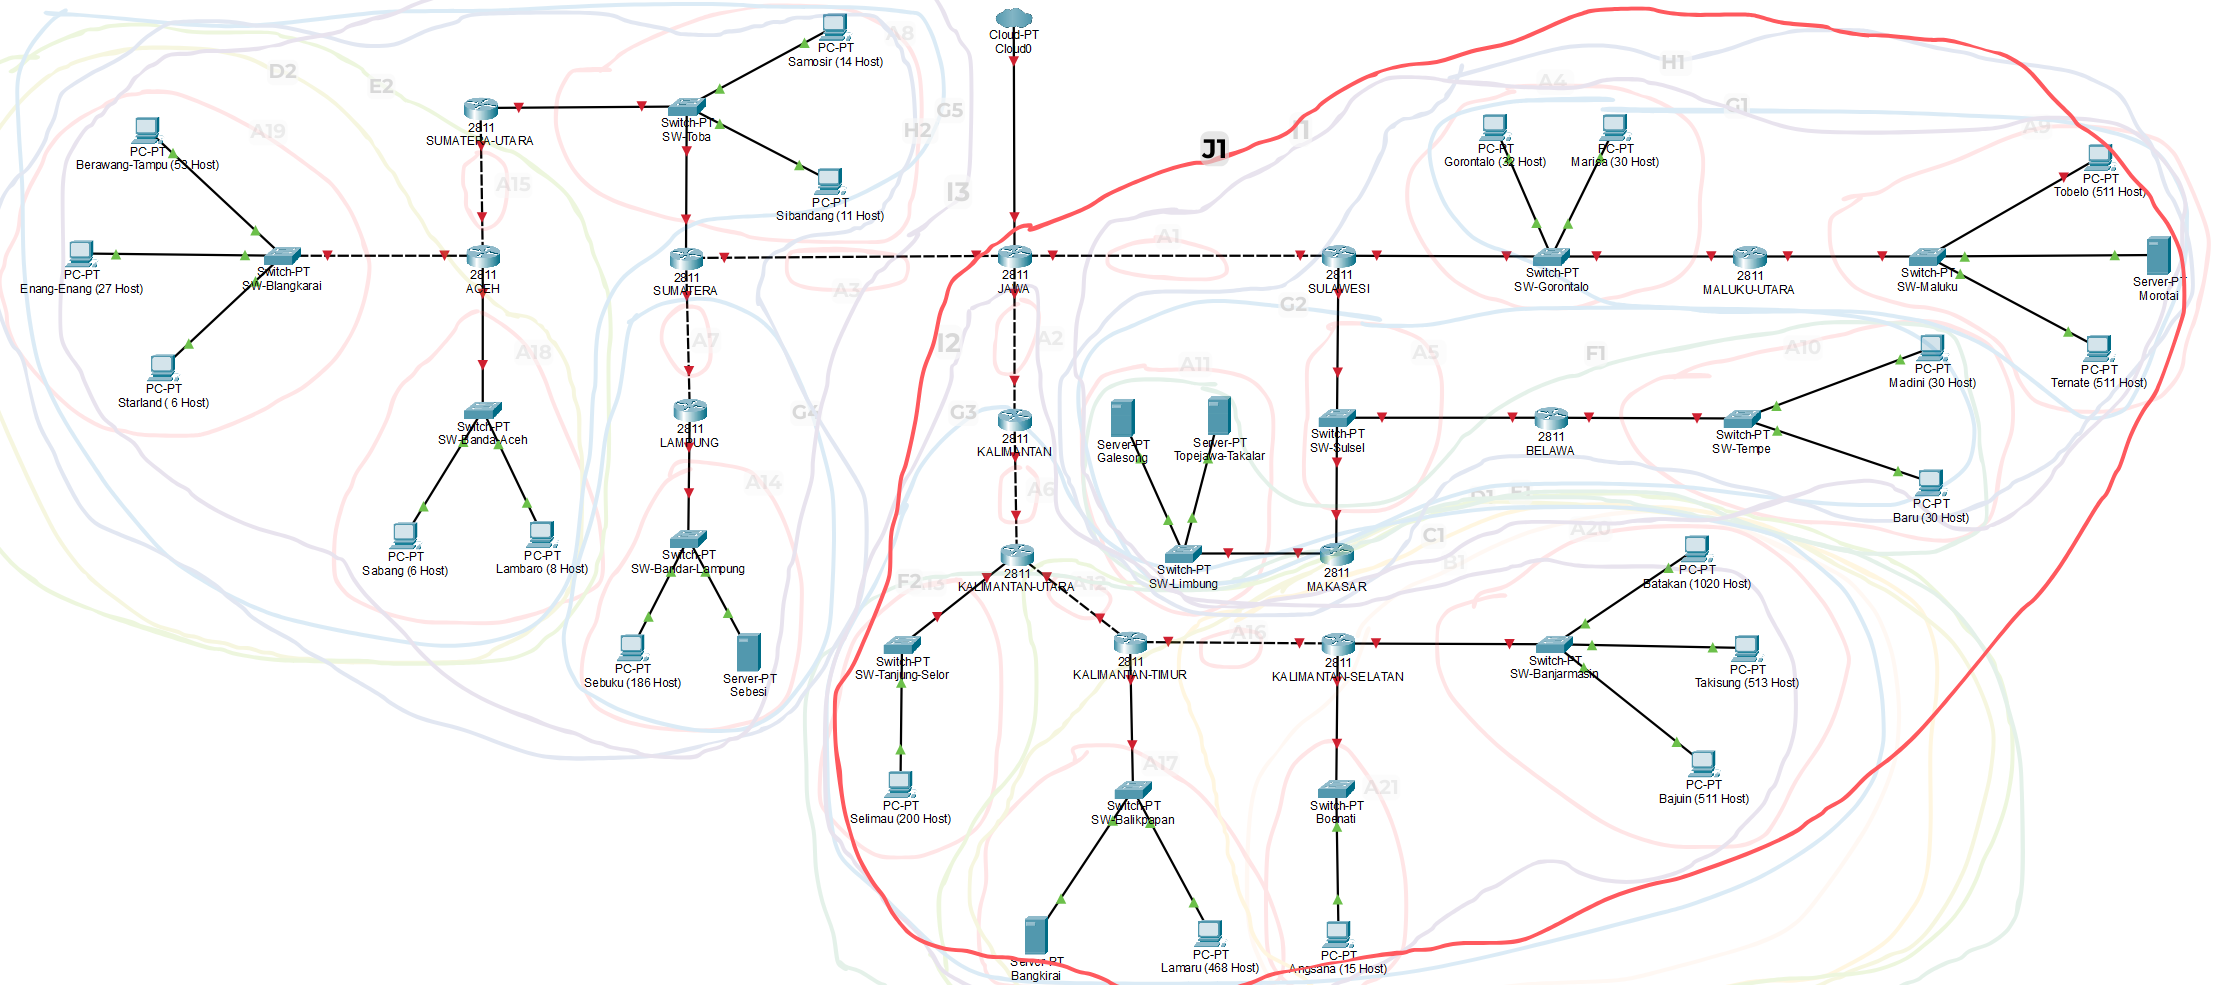 Cloud-PT
Cloud0
PC-PT
Samosir (14 Host)
A8
G5
H2
I3
D2
E2
A19
PC-PT
Berawang-Tampu (53 Host)
2811
SUMATERA-UTARA
Switch-PT
SW-Toba
A15
PC-PT
Sibandang (11 Host)
PC-PT
Enang-Enang (27 Host)
Switch-PT
SW-Blangkarai
2811
ACEH
2811
SUMATERA
A3
2811
JAWA
A1
J1
I1
H1
A4
G1
A9
PC-PT
Gorontalo (32 Host)
PC-PT
Marisa (30 Host)
PC-PT
Tobelo (511 Host)
2811
SULAWESI
Switch-PT
SW-Gorontalo
2811
MALUKU-UTARA
Switch-PT
SW-Maluku
Server-PT
Morotai
PC-PT
Starland ( 6 Host)
A18
A7
I2
A2
G2
A11
A5
F1
A10
PC-PT
Madini (30 Host)
PC-PT
Ternate (511 Host)
Switch-PT
SW-Banda-Aceh
2811
LAMPUNG
G4
G3
2811
KALIMANTAN
Server-PT
Galesong
Server-PT
Topejawa-Takalar
Switch-PT
SW-Sulsel
2811
BELAWA
Switch-PT
SW-Tempe
A14
A6
D1
E1
PC-PT
Baru (30 Host)
C1
A20
B1
PC-PT
Sabang (6 Host)
PC-PT
Lambaro (8 Host)
Switch-PT
SW-Bandar-Lampung
F2
A13
2811
KALIMANTAN-UTARA
A12
Switch-PT
SW-Limbung
2811
MAKASAR
PC-PT
Batakan (1020 Host)
A16
PC-PT
Sebuku (186 Host)
Server-PT
Sebesi
Switch-PT
SW-Tanjung-Selor
2811
KALIMANTAN-TIMUR
2811
KALIMANTAN-SELATAN
Switch-PT
SW-Banjarmasin
PC-PT
Takisung (513 Host)
A17
A21
PC-PT
Selimau (200 Host)
Switch-PT
SW-Balikpapan
Switch-PT
Boenati
PC-PT
Bajuin (511 Host)
Server-PT
Bangkirai
PC-PT
Lamaru (468 Host)
PC-PT
Angsana (15 Host)